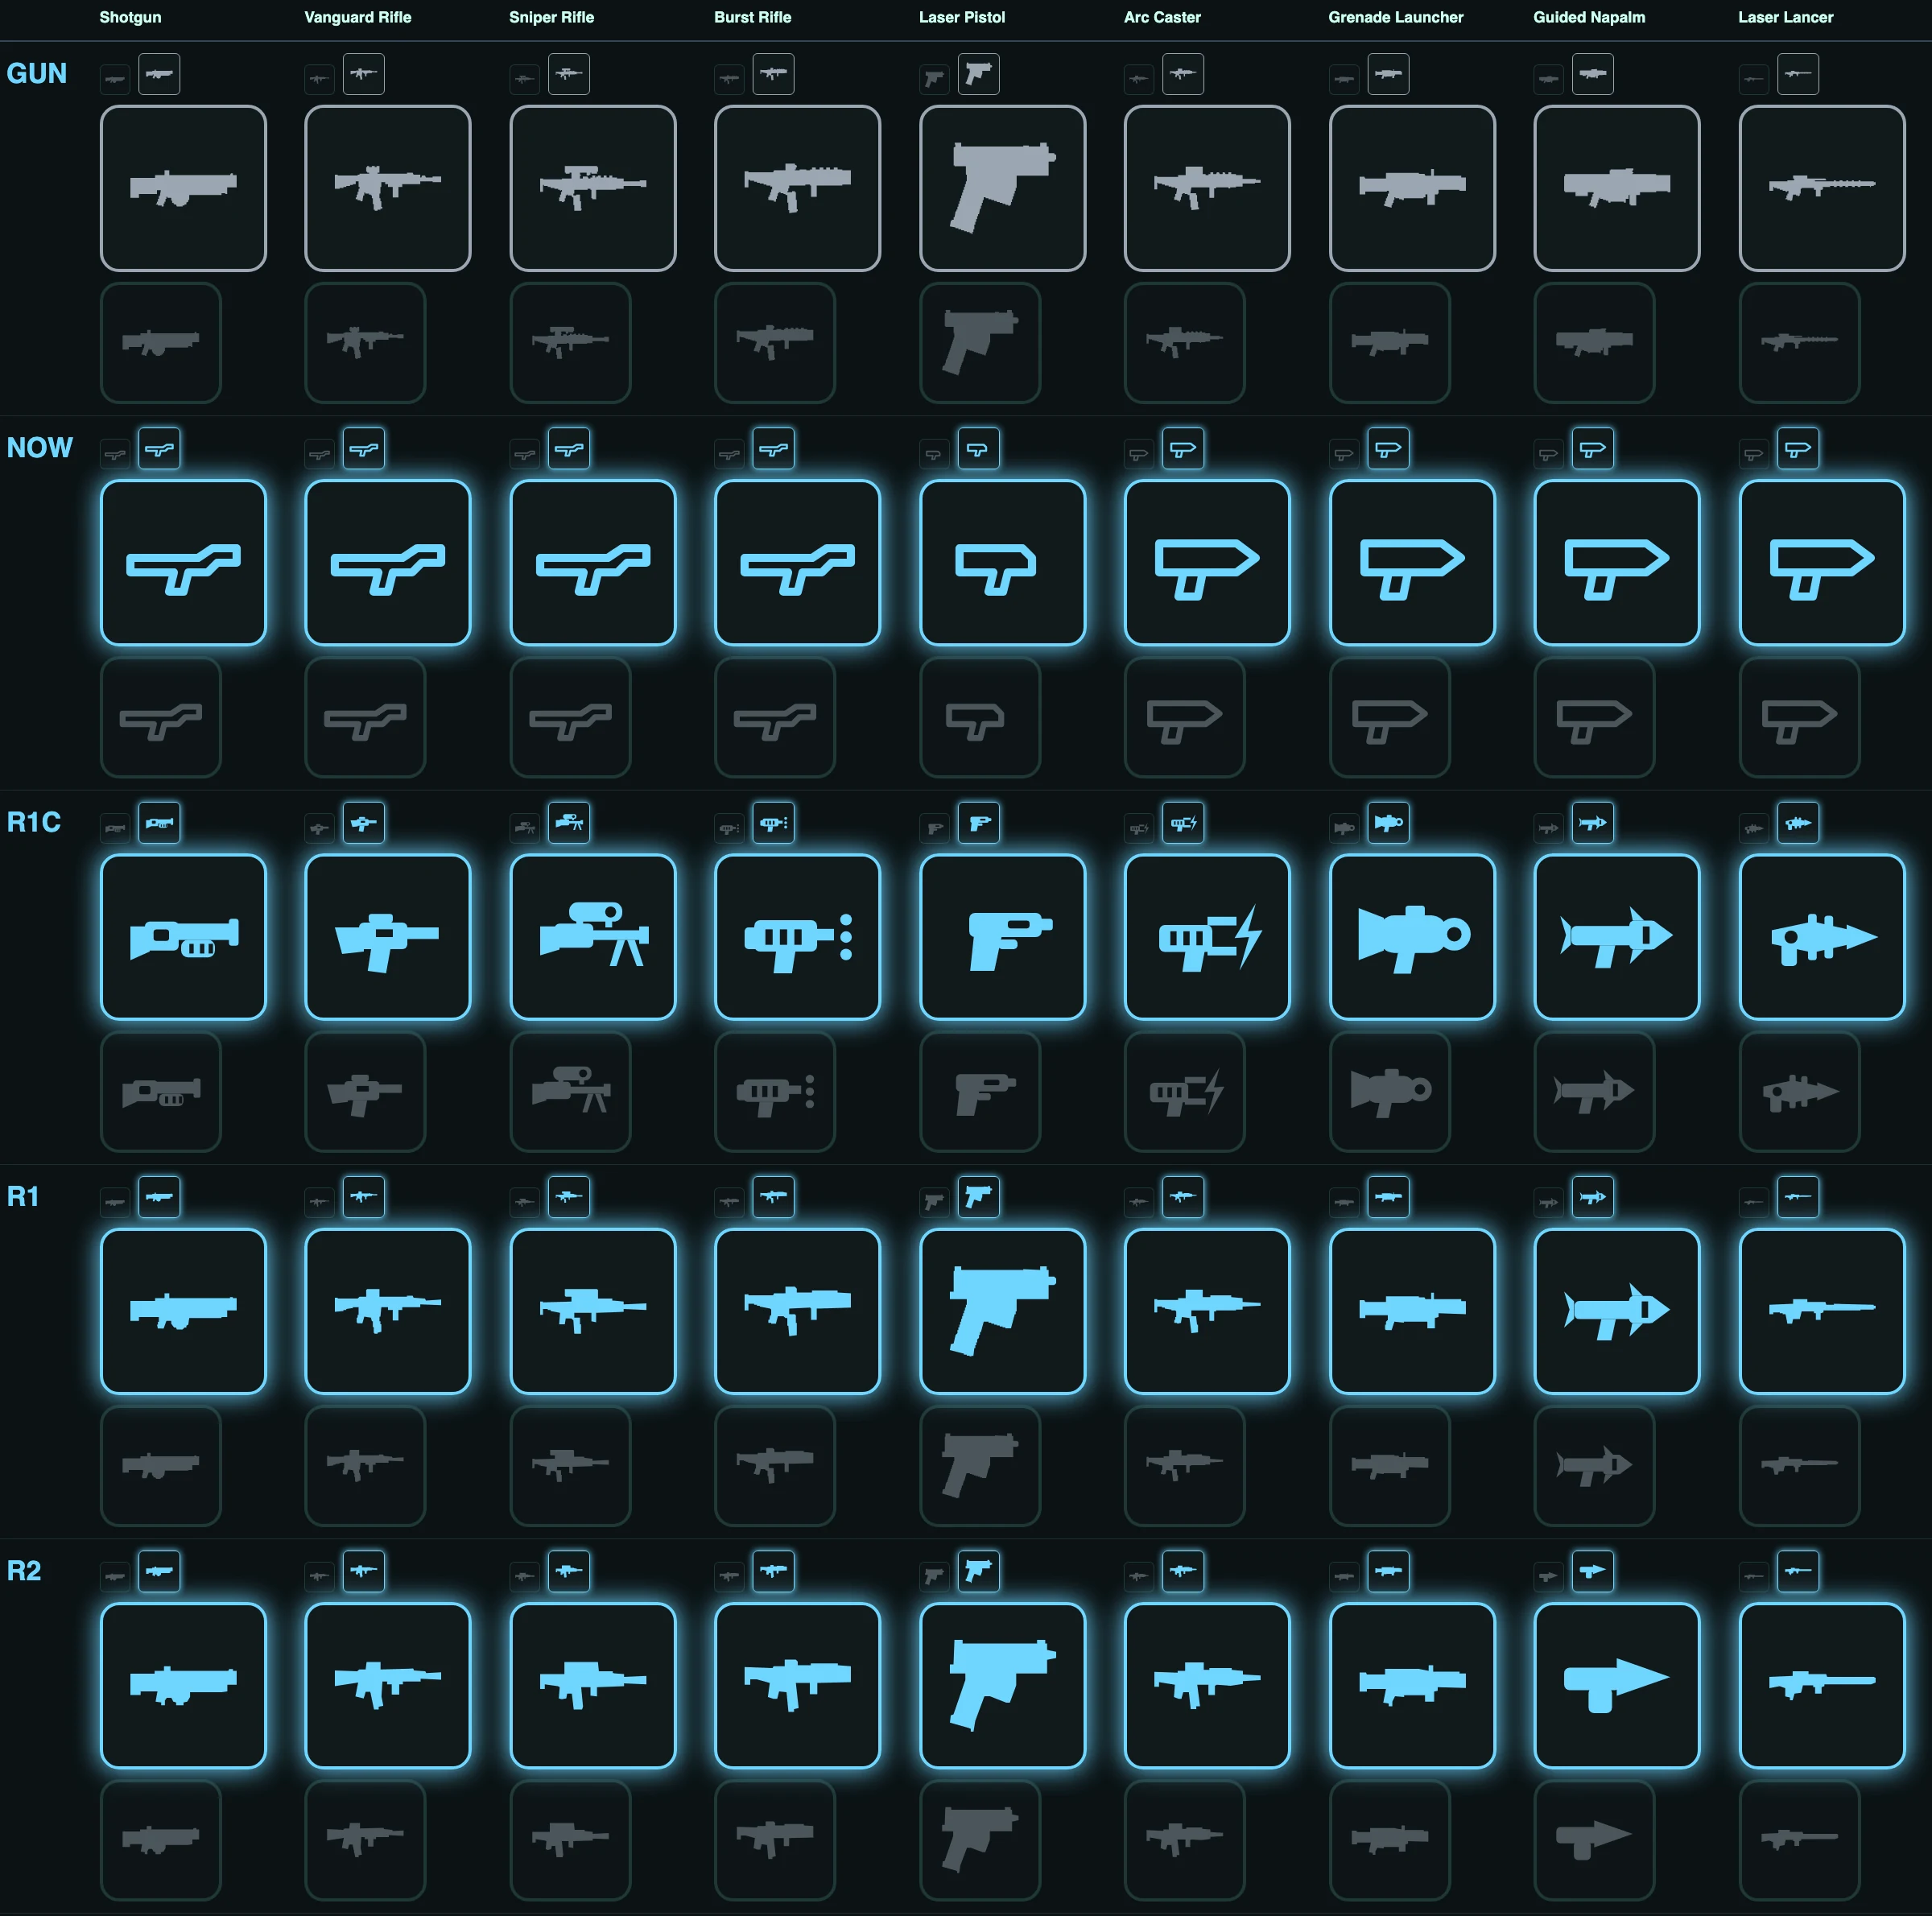 Shotgun Vanguard Rifle Sniper Rifle Burst Rifle Laser Pistol Arc Caster Grenade Launcher Guided Napalm Laser Lancer
GUN
NOW
R1C
R1
R2